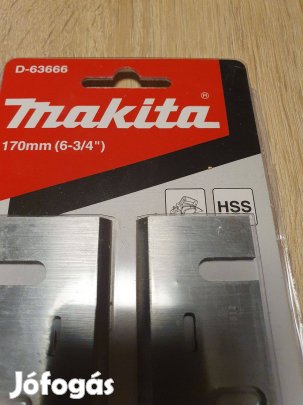 D-63666
makita®
170mm (6-3/4")
HSS
Jófogás